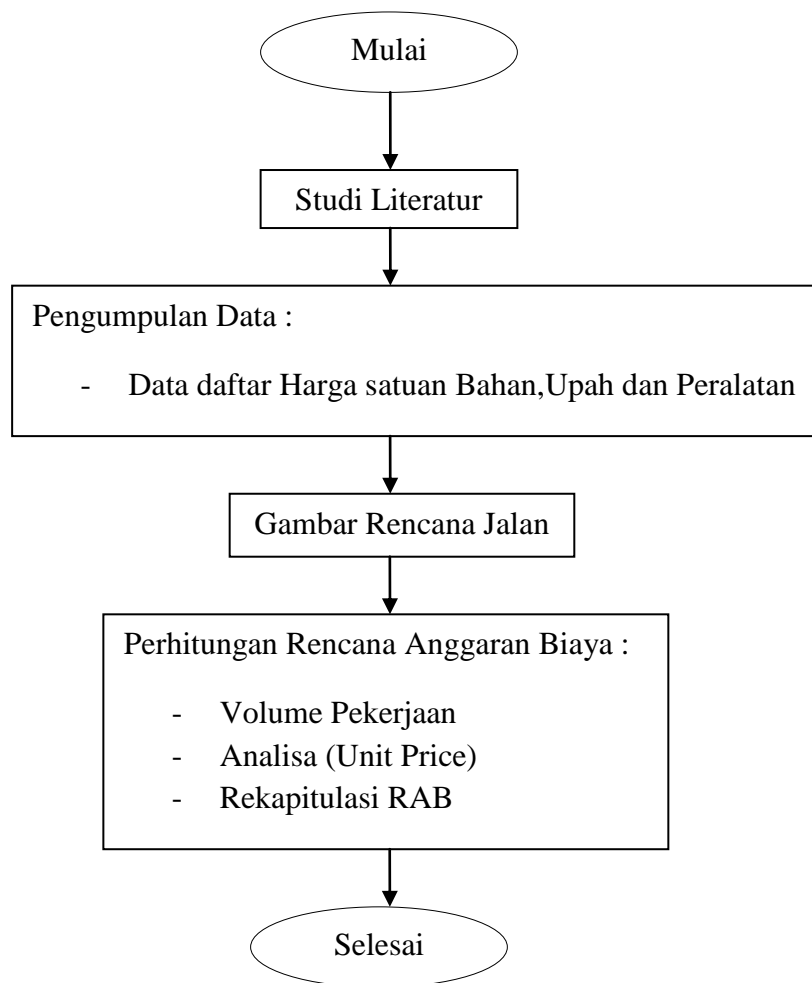 Mulai
Studi Literatur
Pengumpulan Data :
- Data daftar Harga satuan Bahan,Upah dan Peralatan
Gambar Rencana Jalan
Perhitungan Rencana Anggaran Biaya :
- Volume Pekerjaan
- Analisa (Unit Price)
- Rekapitulasi RAB
Selesai